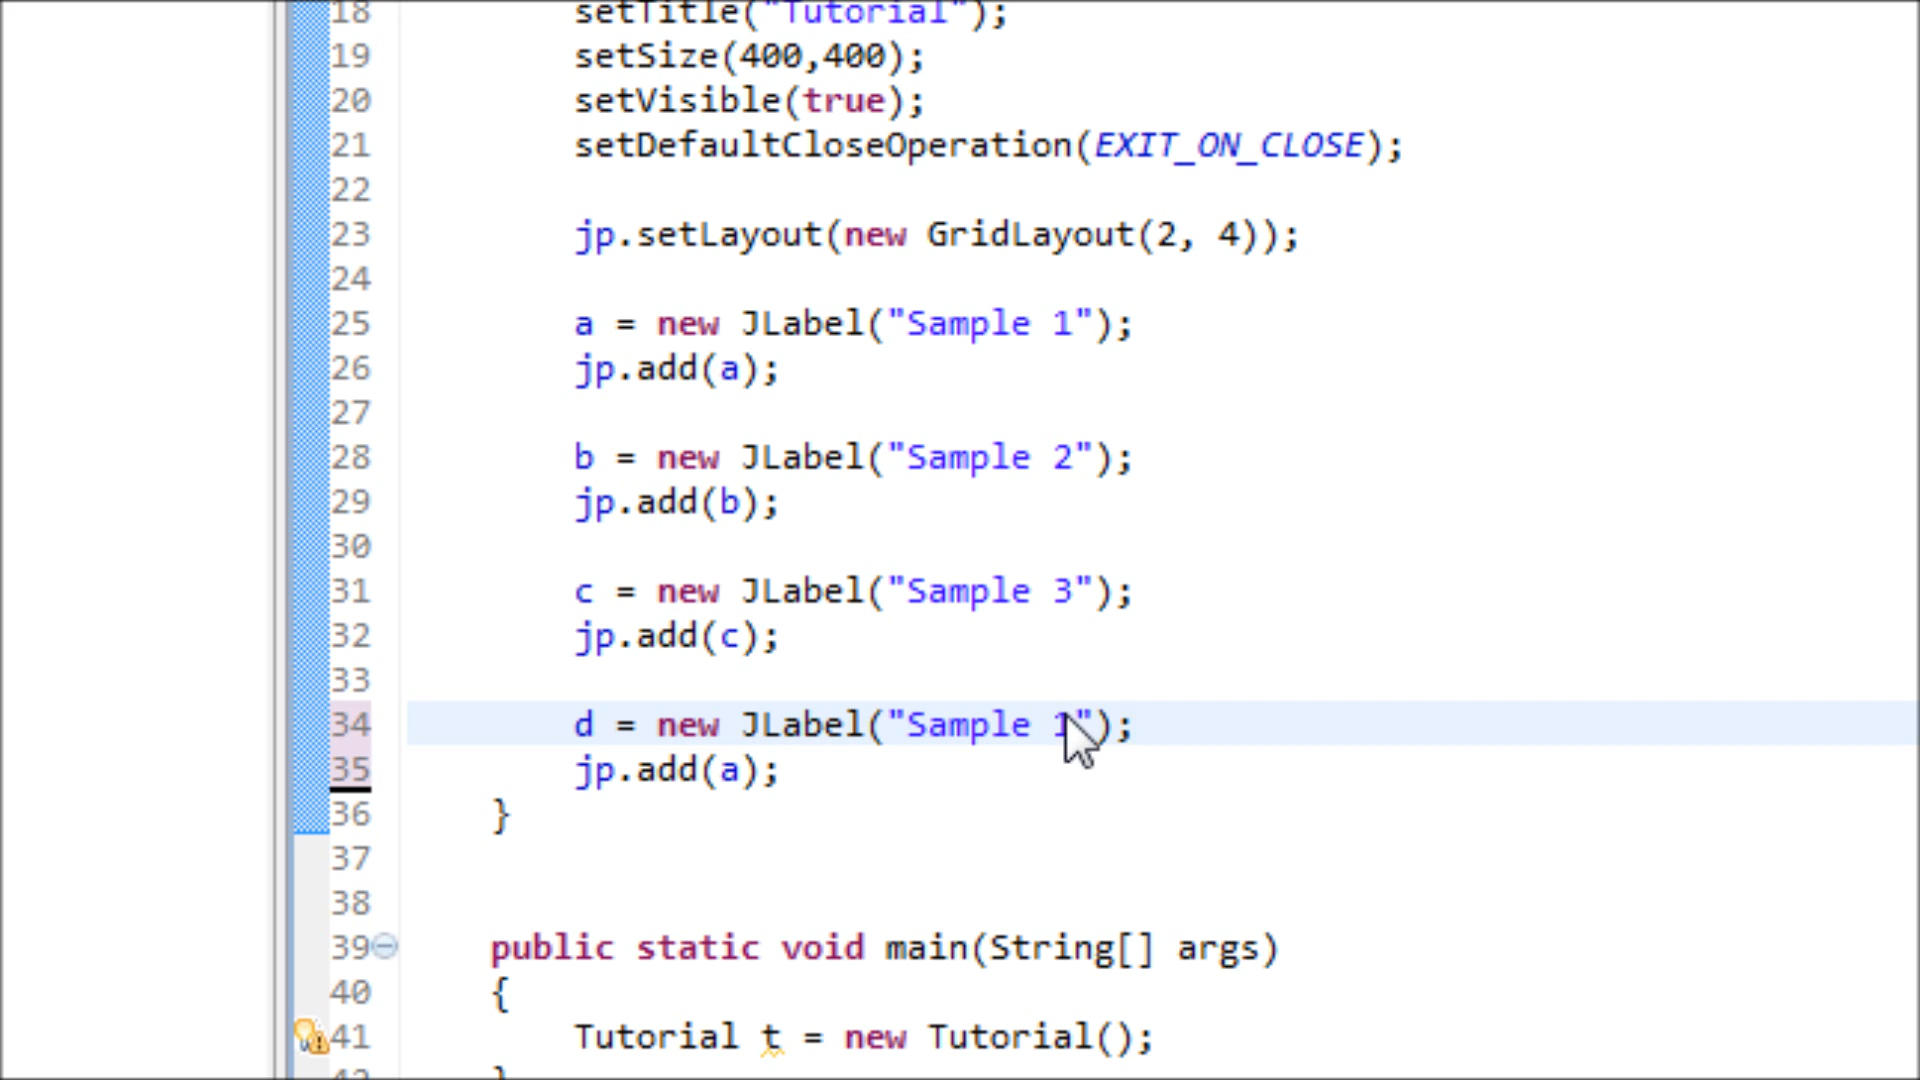 18 setTitle("Tutorial");
19 setSize(400,400);
20 setVisible(true);
21 setDefaultCloseOperation(EXIT_ON_CLOSE);
22
23 jp.setLayout(new GridLayout(2, 4));
24
25 a = new JLabel("Sample 1");
26 jp.add(a);
27
28 b = new JLabel("Sample 2");
29 jp.add(b);
30
31 c = new JLabel("Sample 3");
32 jp.add(c);
33
34 d = new JLabel("Sample 1");
35 jp.add(a);
36 }
37
38
39 public static void main(String[] args)
40 {
41 Tutorial t = new Tutorial();
42 }